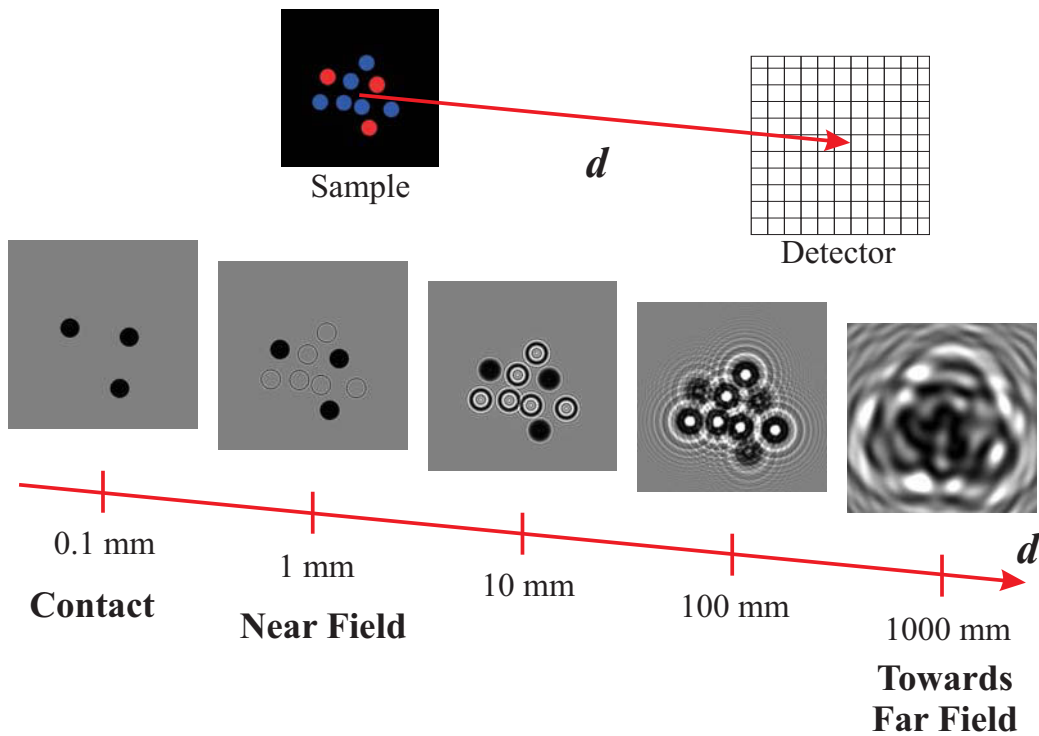 Sample
d
Detector
0.1 mm
1 mm
10 mm
100 mm
1000 mm
d
Contact
Near Field
Towards
Far Field